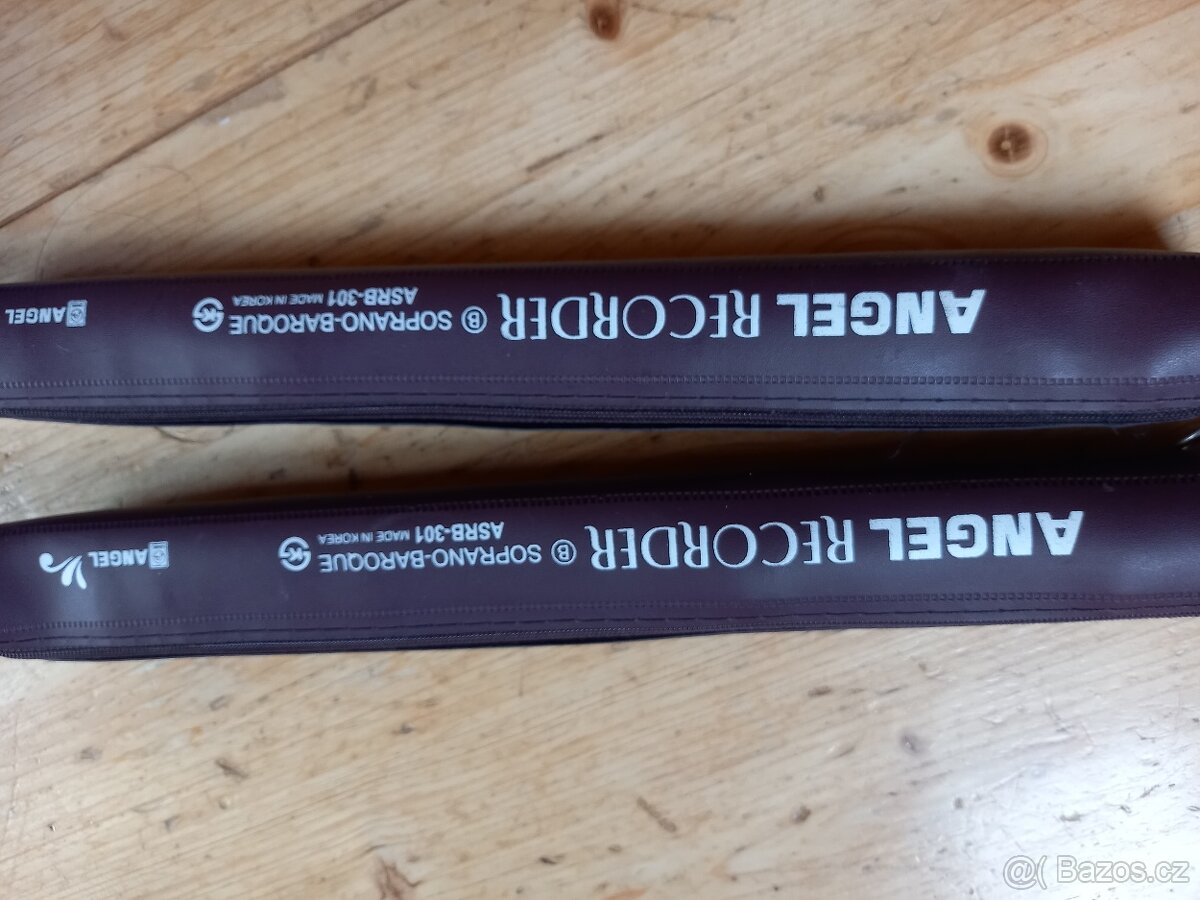 ANGEL RECORDER Ⓑ SOPRANO-BAROQUE
ASRB-301 MADE IN KOREA
ANGEL
ANGEL RECORDER Ⓑ SOPRANO-BAROQUE
ASRB-301 MADE IN KOREA
ANGEL
@( Bazos.cz